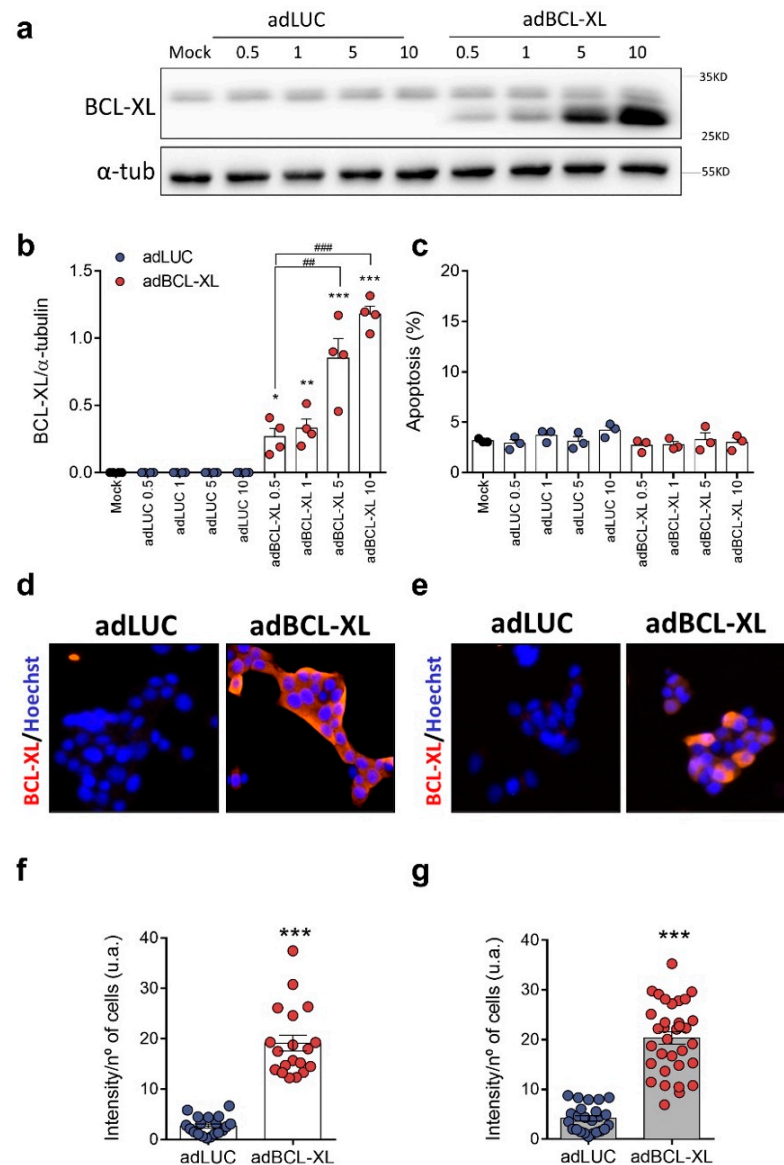 a
adLUC adBCL-XL
Mock 0.5 1 5 10 0.5 1 5 10
35KD
BCL-XL
25KD
α-tub
55KD
b
c
adLUC
adBCL-XL
###
##
***
***
**
*
BCL-XL/α-tubulin
1.5
1.0
0.5
0.0
Mock
adLUC 0.5
adLUC 1
adLUC 5
adLUC 10
adBCL-XL 0.5
adBCL-XL 1
adBCL-XL 5
adBCL-XL 10
Apoptosis (%)
20
15
10
5
0
Mock
adLUC 0.5
adLUC 1
adLUC 5
adLUC 10
adBCL-XL 0.5
adBCL-XL 1
adBCL-XL 5
adBCL-XL 10
d
adLUC adBCL-XL
BCL-XL/Hoechst
e
adLUC adBCL-XL
BCL-XL/Hoechst
f
***
Intensity/nº of cells (u.a.)
40
30
20
10
0
adLUC adBCL-XL
g
***
Intensity/nº of cells (u.a.)
40
30
20
10
0
adLUC adBCL-XL